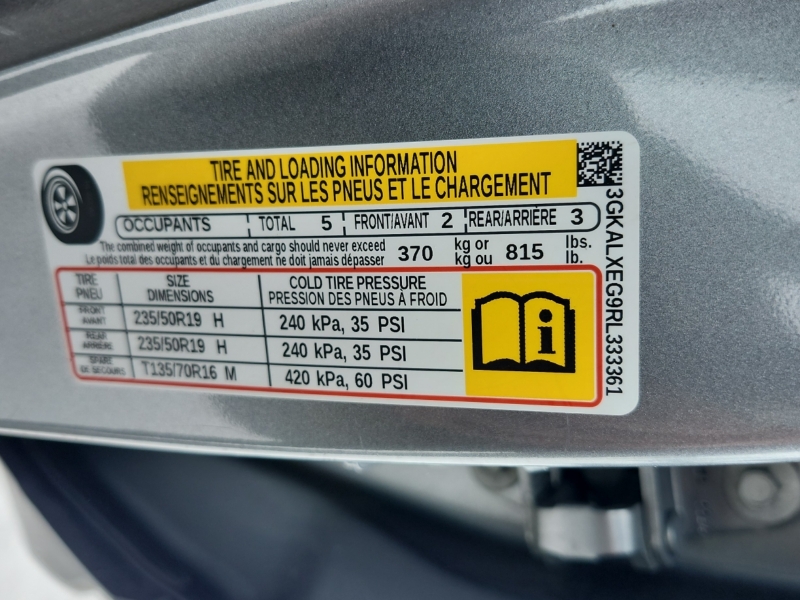 TIRE AND LOADING INFORMATION
RENSEIGNEMENTS SUR LES PNEUS ET LE CHARGEMENT
OCCUPANTS TOTAL 5 FRONT/AVANT 2 REAR/ARRIÈRE 3
The combined weight of occupants and cargo should never exceed 370 kg or 815 lbs.
Le poids total des occupants et du chargement ne doit jamais dépasser kg ou lb.
TIRE SIZE COLD TIRE PRESSURE
PNEU DIMENSIONS PRESSION DES PNEUS À FROID
FRONT
AVANT 235/50R19 H 240 kPa, 35 PSI
REAR
ARRIÈRE 235/50R19 H 240 kPa, 35 PSI
SPARE
DE SECOURS T135/70R16 M 420 kPa, 60 PSI
i
3GKALXEG9RL333361